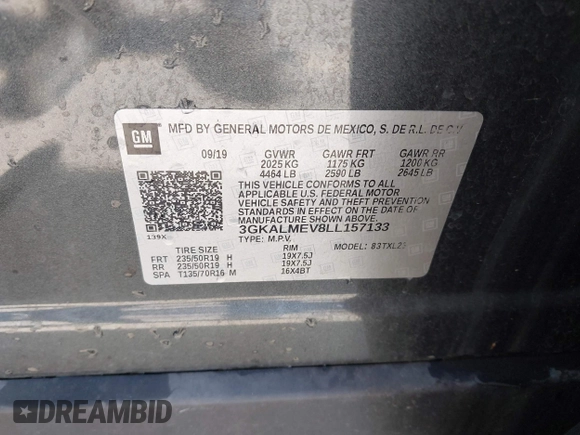 GM MFD BY GENERAL MOTORS DE MEXICO, S. DE R.L. DE C.V.
09/19 GVWR GAWR FRT GAWR RR
2025 KG 1175 KG 1200 KG
4464 LB 2590 LB 2645 LB
THIS VEHICLE CONFORMS TO ALL
APPLICABLE U.S. FEDERAL MOTOR
VEHICLE SAFETY AND THEFT
PREVENTION STANDARDS IN EFFECT ON
THE DATE OF MANUFACTURE SHOWN ABOVE.
3GKALMEV8LL157133
139X TYPE: M.P.V. MODEL: 83TXL26
TIRE SIZE RIM
FRT 235/50R19 H 19X7.5J
RR 235/50R19 H 19X7.5J
SPA T135/70R16 M 16X4BT
DREAMBID